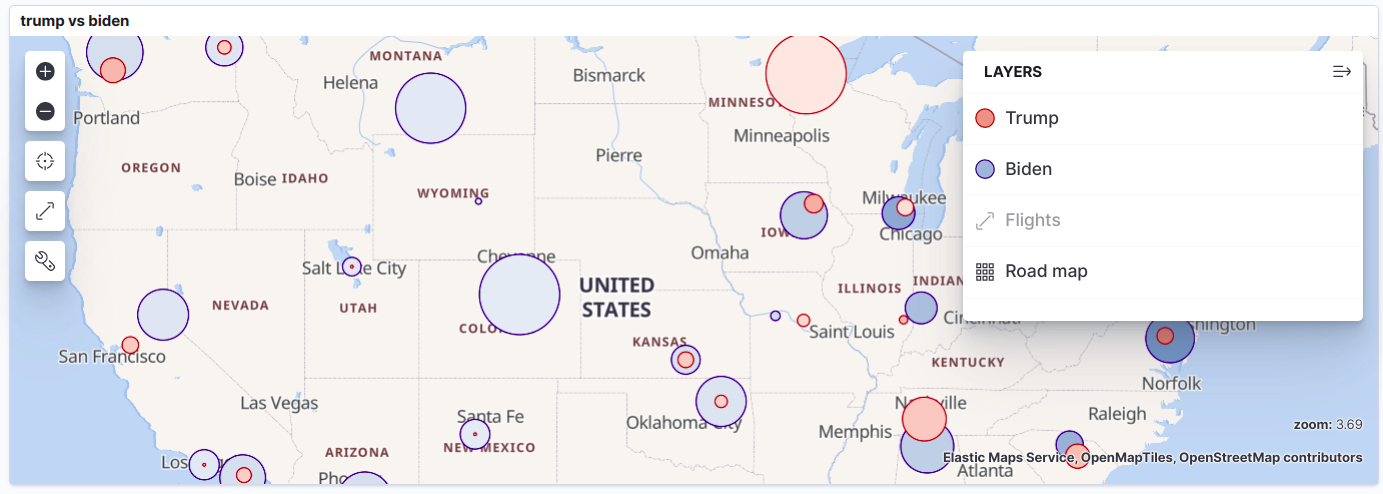 trump vs biden
MONTANA
Helena
Bismarck
LAYERS
MINNESO
Portland
Trump
Minneapolis
Pierre
OREGON
Boise
IDAHO
Biden
WYOMING
Milwaukee
IOW
Chicago
Flights
Omaha
Cheyenne
Salt Lake City
UNITED
STATES
Road map
ILLINOIS
INDIAN
NEVADA
UTAH
COLO
Saint Louis
Cincinnati
shington
KANSAS
San Francisco
KENTUCKY
Norfolk
Las Vegas
Nashville
Santa Fe
Raleigh
Oklahoma City
Memphis
zoom: 3.69
ARIZONA
NEW MEXICO
Los
Elastic Maps Service, OpenMapTiles, OpenStreetMap contributors
Atlanta
Pho